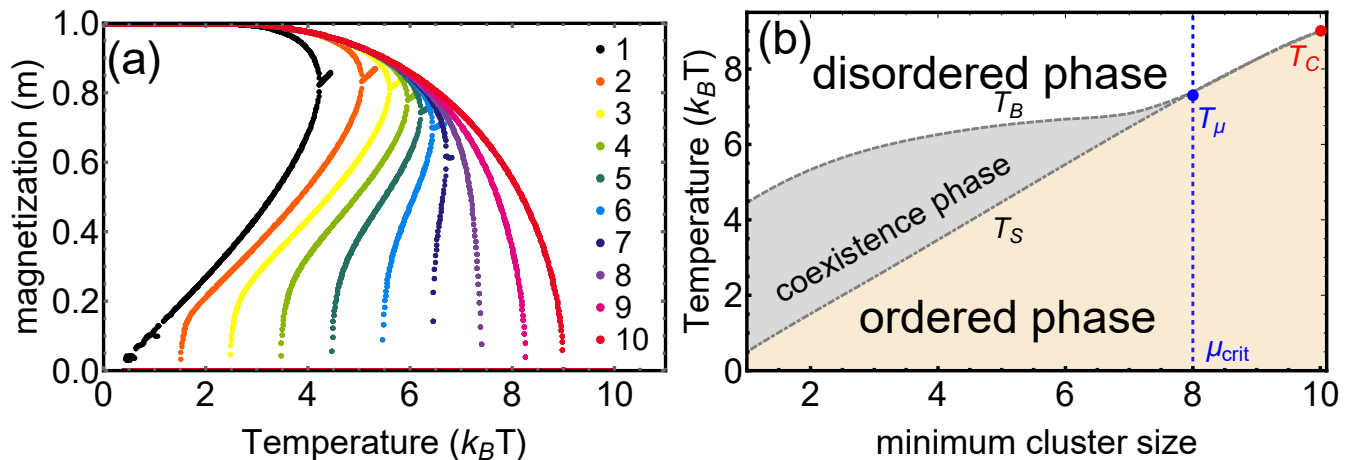 (a)
1.0
0.8
0.6
0.4
0.2
0.0
magnetization (m)
0 2 4 6 8 10
Temperature (kBT)
1
2
3
4
5
6
7
8
9
10
(b)
disordered phase
TB
Tμ
TC
coexistence phase
TS
ordered phase
μcrit
8
6
4
2
0
Temperature (kBT)
2 4 6 8 10
minimum cluster size